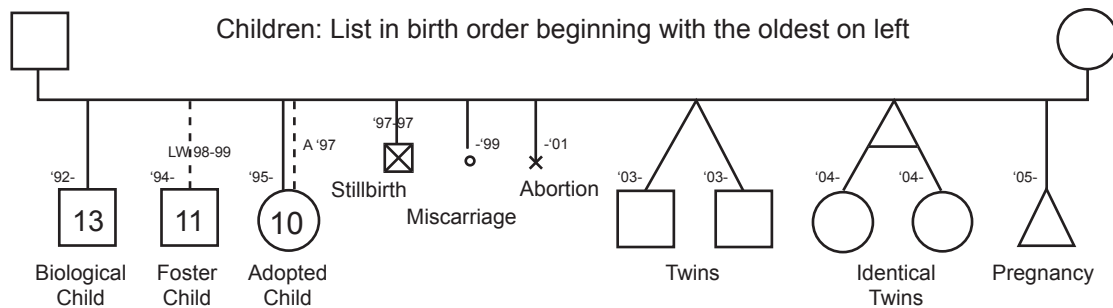 Children: List in birth order beginning with the oldest on left
‘97-97
-‘99
-‘01
A ‘97
LW 98-99
‘92-
‘94-
‘95-
‘03-
‘03-
‘04-
‘04-
‘05-
Stillbirth
Abortion
Miscarriage
13
11
10
Biological
Child
Foster
Child
Adopted
Child
Twins
Identical
Twins
Pregnancy